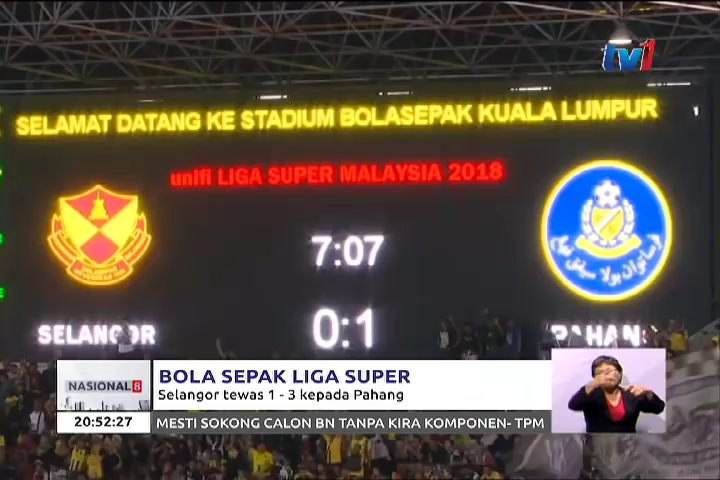 tv1
SELAMAT DATANG KE STADIUM BOLASEPAK KUALA LUMPUR
unifi LIGA SUPER MALAYSIA 2018
7:07
0:1
SELANGOR
PAHANG
NASIONAL 8
BOLA SEPAK LIGA SUPER
Selangor tewas 1 - 3 kepada Pahang
20:52:27
MESTI SOKONG CALON BN TANPA KIRA KOMPONEN- TPM